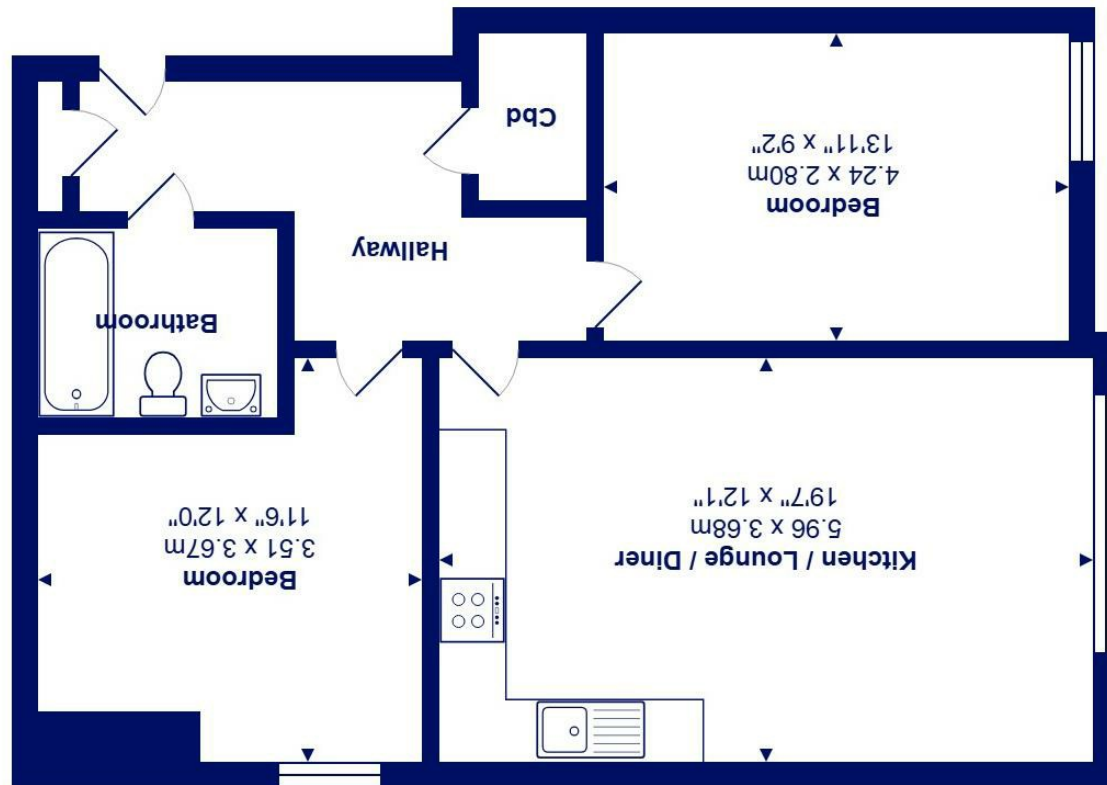 Kitchen / Lounge / Diner
5.96 x 3.68m
19'7" x 12'1"
Bedroom
3.51 x 3.67m
11'6" x 12'0"
Bathroom
Hallway
Bedroom
4.24 x 2.80m
13'11" x 9'2"
Cbd